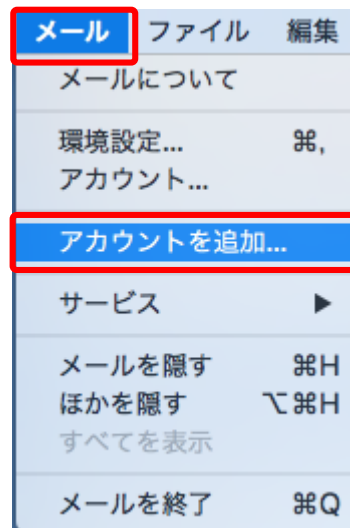 メール ファイル 編集
メールについて
環境設定... ⌘,
アカウント...
アカウントを追加...
サービス ▶
メールを隠す ⌘H
ほかを隠す ⌥⌘H
すべてを表示
メールを終了 ⌘Q